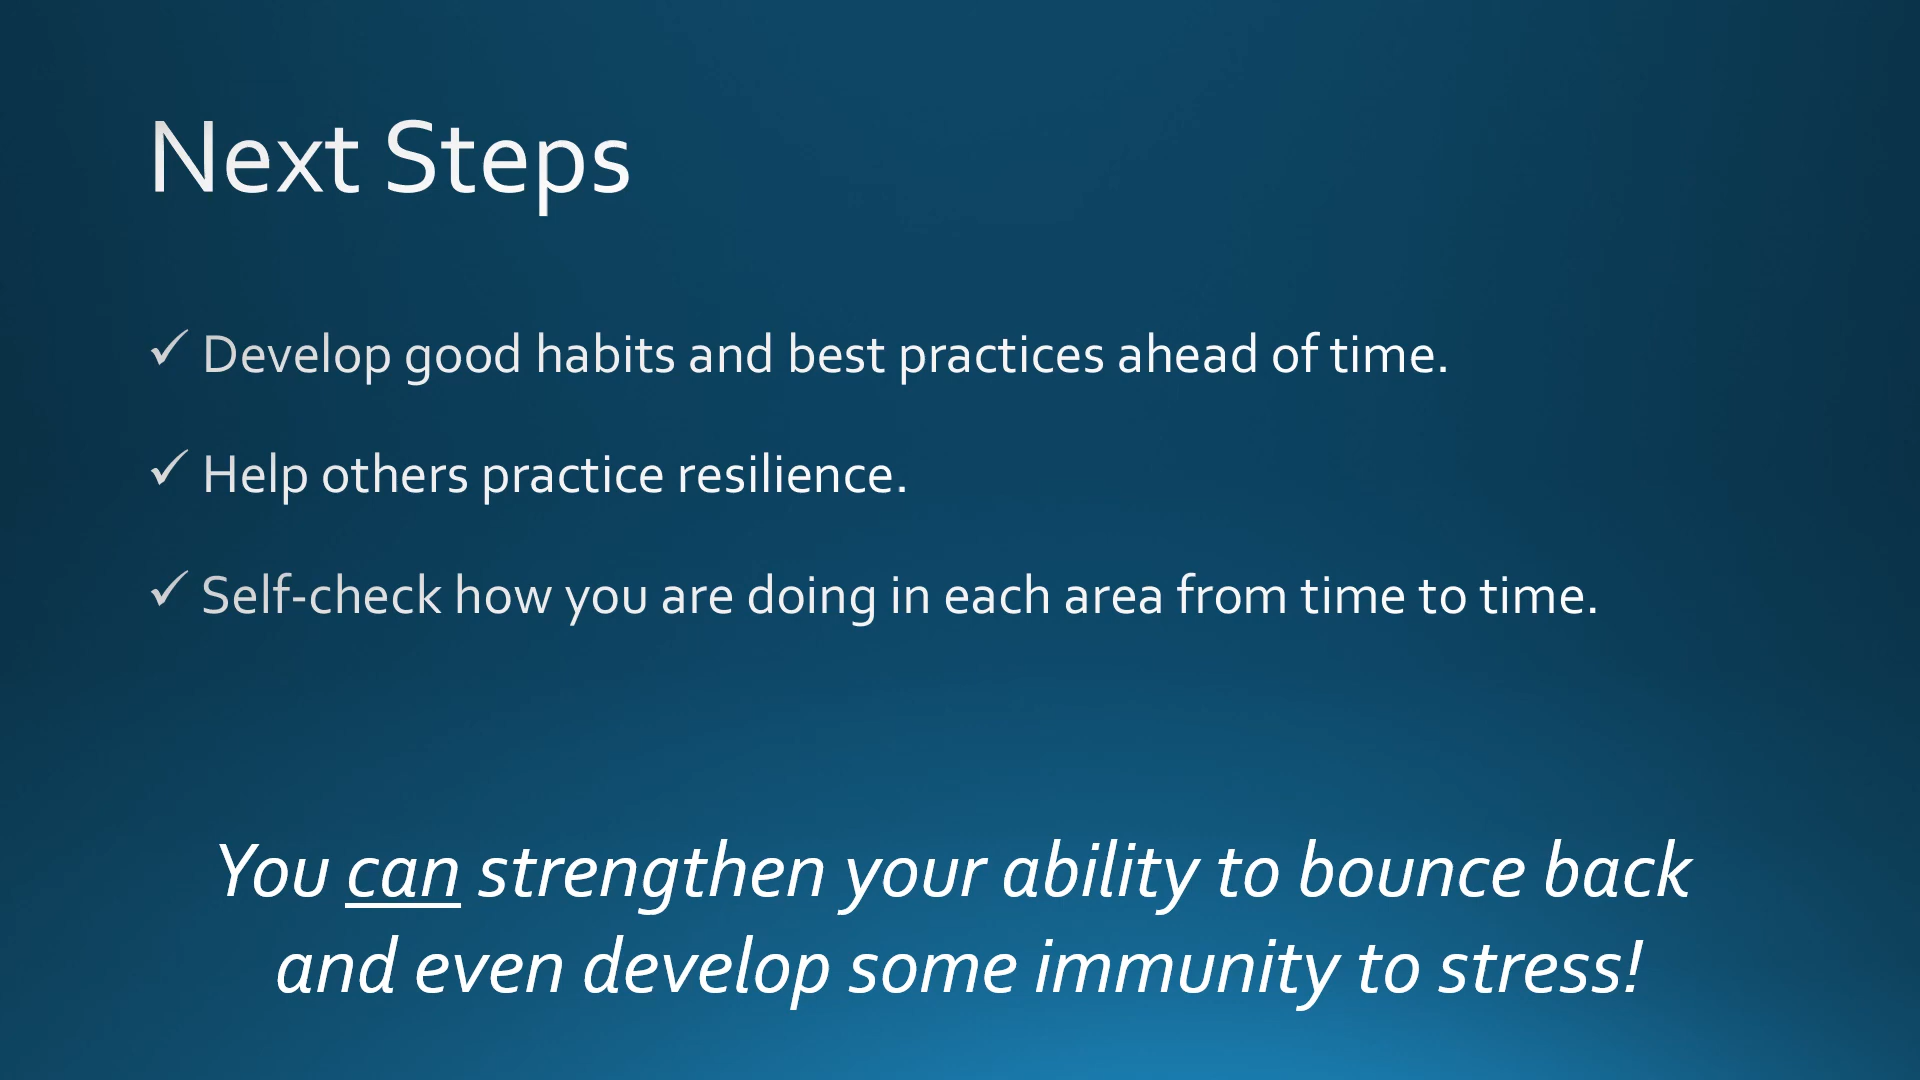 Next Steps
✓ Develop good habits and best practices ahead of time.
✓ Help others practice resilience.
✓ Self-check how you are doing in each area from time to time.
You can strengthen your ability to bounce back
and even develop some immunity to stress!